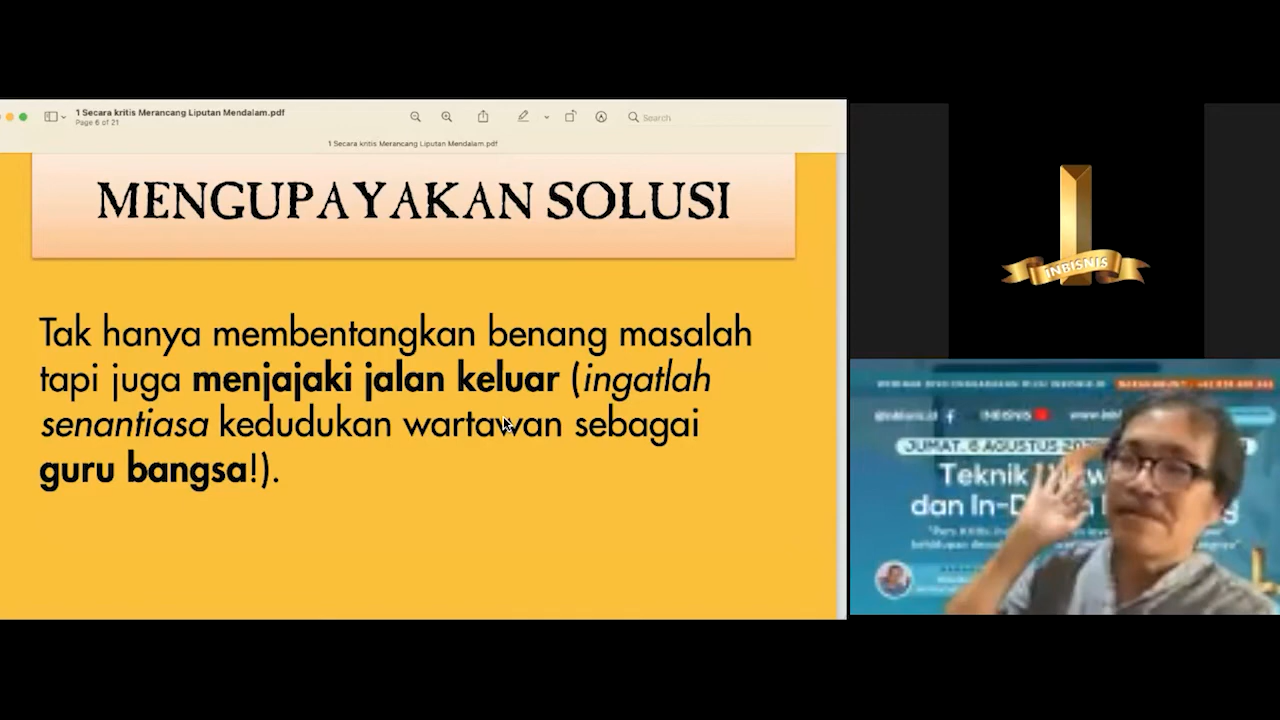 1 Secara kritis Merancang Liputan Mendalam.pdf
Page 6 of 21
Search
1 Secara kritis Merancang Liputan Mendalam.pdf
MENGUPAYAKAN SOLUSI
Tak hanya membentangkan benang masalah
tapi juga menjajaki jalan keluar (ingatlah
senantiasa kedudukan wartawan sebagai
guru bangsa!).
INBISNIS
INBISNIS
JUMAT, 6 AGUSTUS
Teknik
dan In-